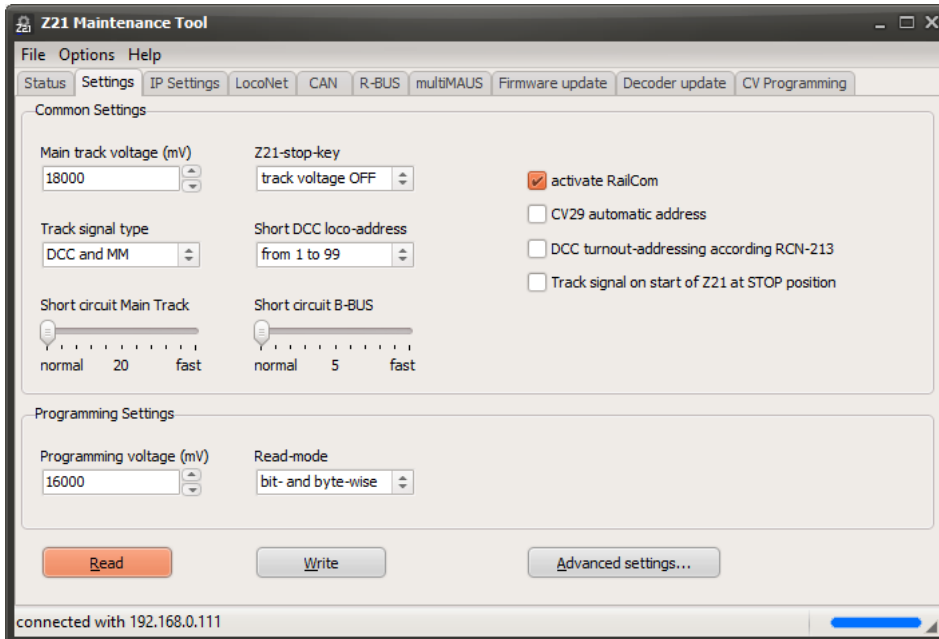 Z21 Maintenance Tool
File Options Help
Status Settings IP Settings LocoNet CAN R-BUS multiMAUS Firmware update Decoder update CV Programming
Common Settings
Main track voltage (mV) Z21-stop-key
18000 track voltage OFF activate RailCom
CV29 automatic address
Track signal type Short DCC loco-address
DCC and MM from 1 to 99 DCC turnout-addressing according RCN-213
Track signal on start of Z21 at STOP position
Short circuit Main Track Short circuit B-BUS
normal 20 fast normal 5 fast
Programming Settings
Programming voltage (mV) Read-mode
16000 bit- and byte-wise
Read Write Advanced settings...
connected with 192.168.0.111